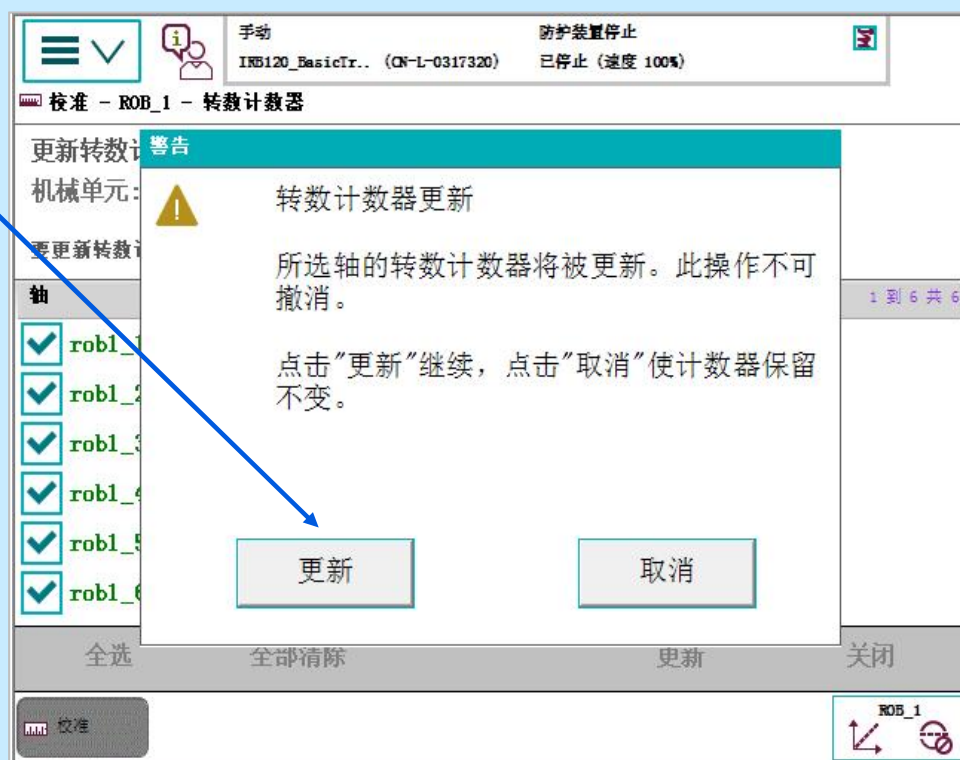 手动
防护装置停止
IRB120_BasicTr.. (CN-L-0317320)
已停止 (速度 100%)
校准 - ROB_1 - 转数计数器
更新转数
机械单元:
警告
转数计数器更新
要更新转数
所选轴的转数计数器将被更新。此操作不可
撤消。
轴
1 到 6 共 6
点击"更新"继续，点击"取消"使计数器保留
不变。
rob1_1
rob1_2
rob1_3
rob1_4
rob1_5
rob1_6
更新
取消
全选
全部清除
更新
关闭
校准
ROB_1